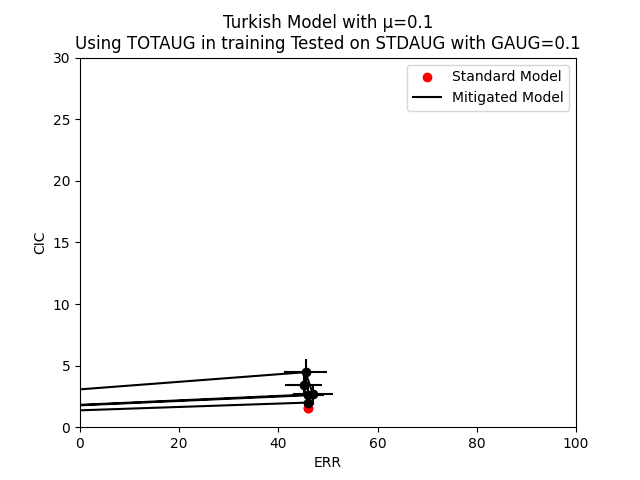 Turkish Model with μ=0.1
Using TOTAUG in training Tested on STDAUG with GAUG=0.1
Standard Model
Mitigated Model
30
25
20
15
10
5
0
CIC
0
20
40
60
80
100
ERR